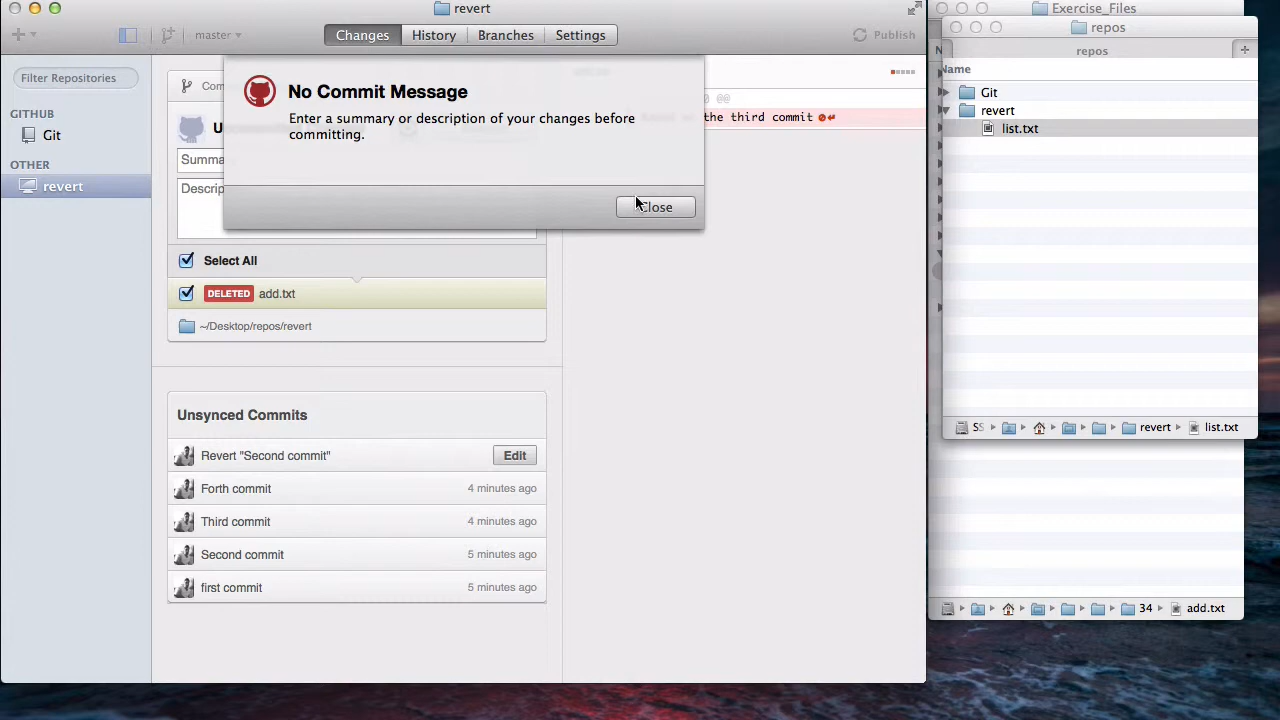 revert
master
Changes
History
Branches
Settings
Publish
Filter Repositories
GITHUB
Git
OTHER
revert
No Commit Message
Enter a summary or description of your changes before
committing.
Close
@@
the third commit
Select All
DELETED add.txt
~/Desktop/repos/revert
Unsynced Commits
Revert "Second commit"
Edit
Forth commit
4 minutes ago
Third commit
4 minutes ago
Second commit
5 minutes ago
first commit
5 minutes ago
Exercise_Files
repos
repos
Name
Git
revert
list.txt
revert
list.txt
34
add.txt